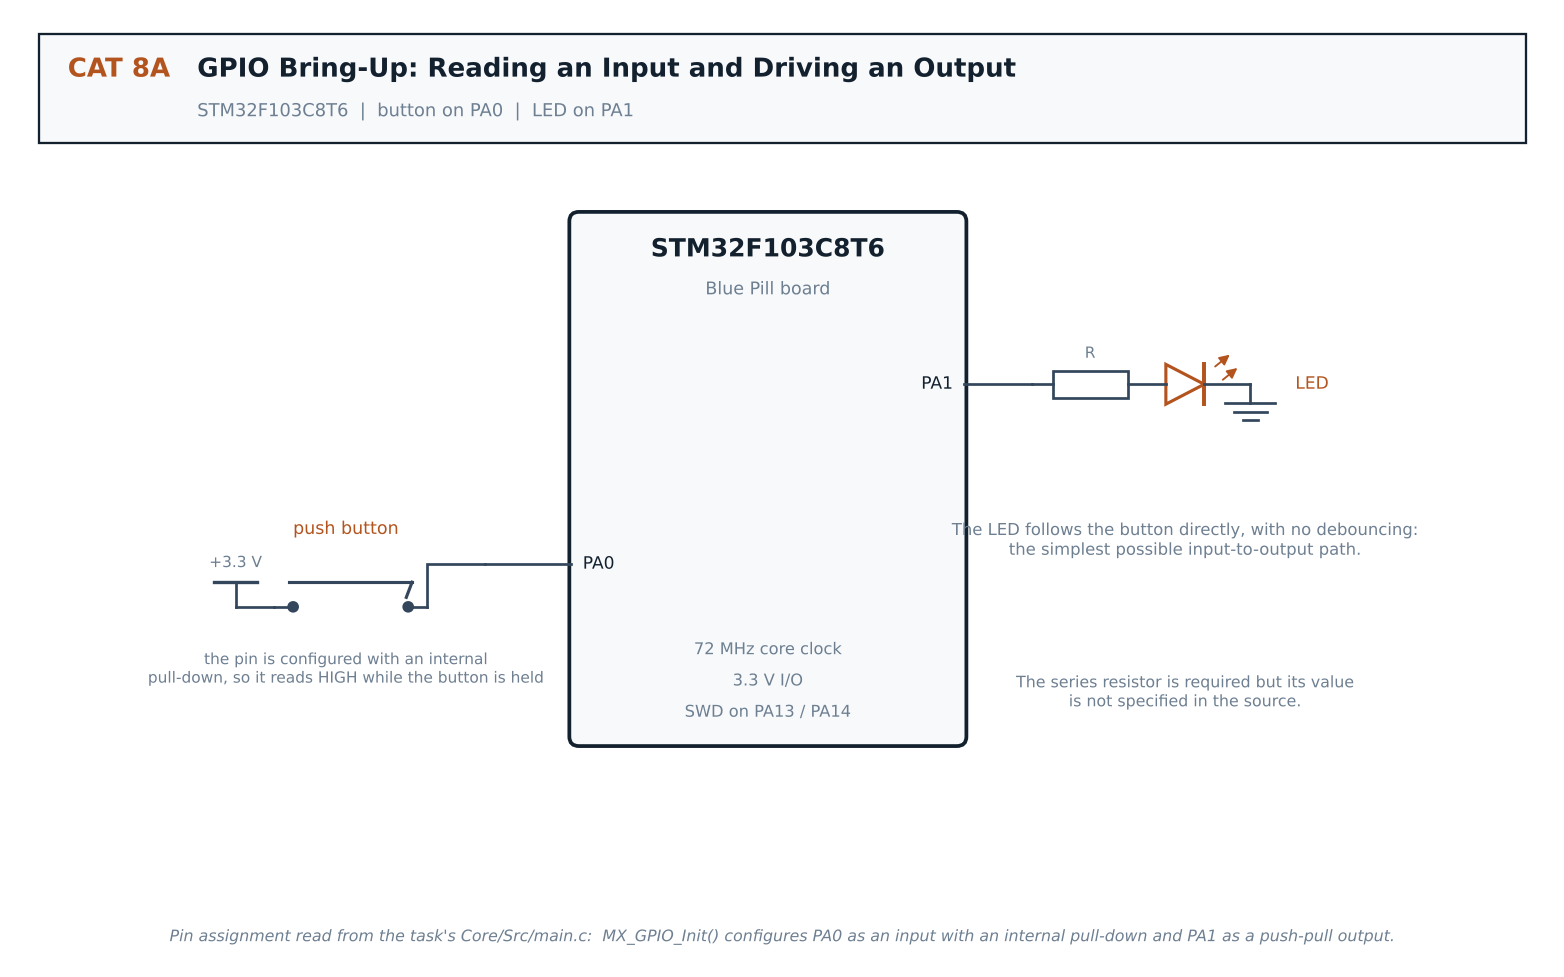 CAT 8A GPIO Bring-Up: Reading an Input and Driving an Output
STM32F103C8T6 | button on PA0 | LED on PA1
STM32F103C8T6
Blue Pill board
R
PA1
LED
push button
The LED follows the button directly, with no debouncing:
the simplest possible input-to-output path.
+3.3 V
PA0
72 MHz core clock
3.3 V I/O
SWD on PA13 / PA14
the pin is configured with an internal
pull-down, so it reads HIGH while the button is held
The series resistor is required but its value
is not specified in the source.
Pin assignment read from the task's Core/Src/main.c: MX_GPIO_Init() configures PA0 as an input with an internal pull-down and PA1 as a push-pull output.